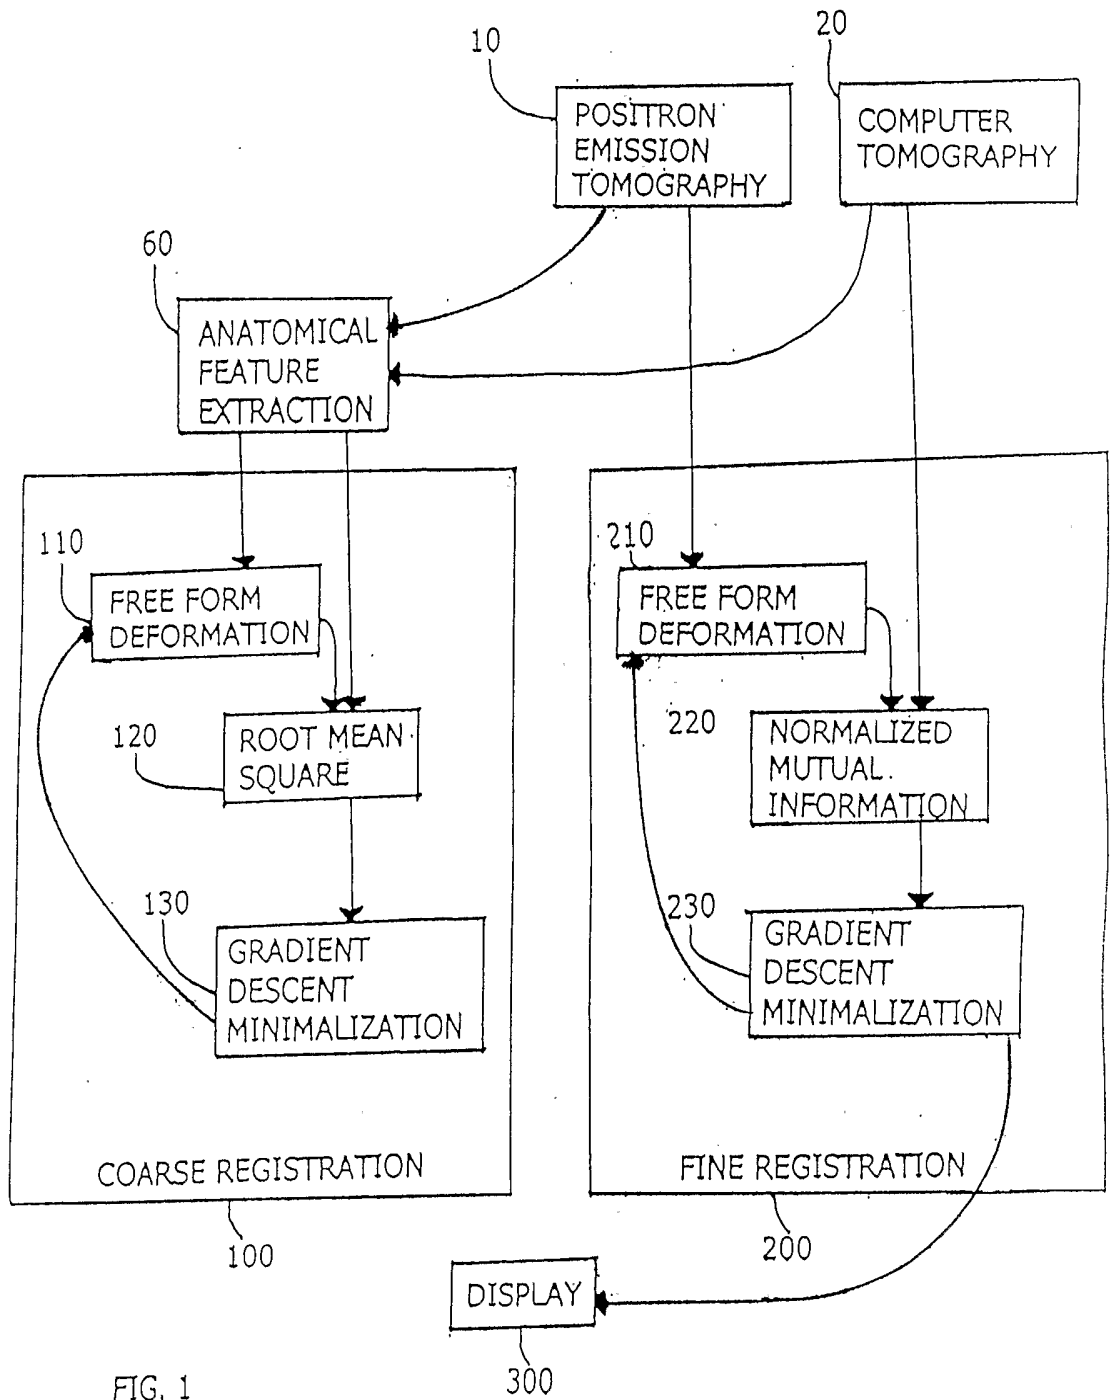 10
20
POSITRON
EMISSION
TOMOGRAPHY
COMPUTER
TOMOGRAPHY
60
ANATOMICAL
FEATURE
EXTRACTION
110
FREE FORM
DEFORMATION
210
FREE FORM
DEFORMATION
120
ROOT MEAN
SQUARE
220
NORMALIZED
MUTUAL
INFORMATION
130
GRADIENT
DESCENT
MINIMALIZATION
230
GRADIENT
DESCENT
MINIMALIZATION
COARSE REGISTRATION
FINE REGISTRATION
100
200
DISPLAY
300
FIG. 1